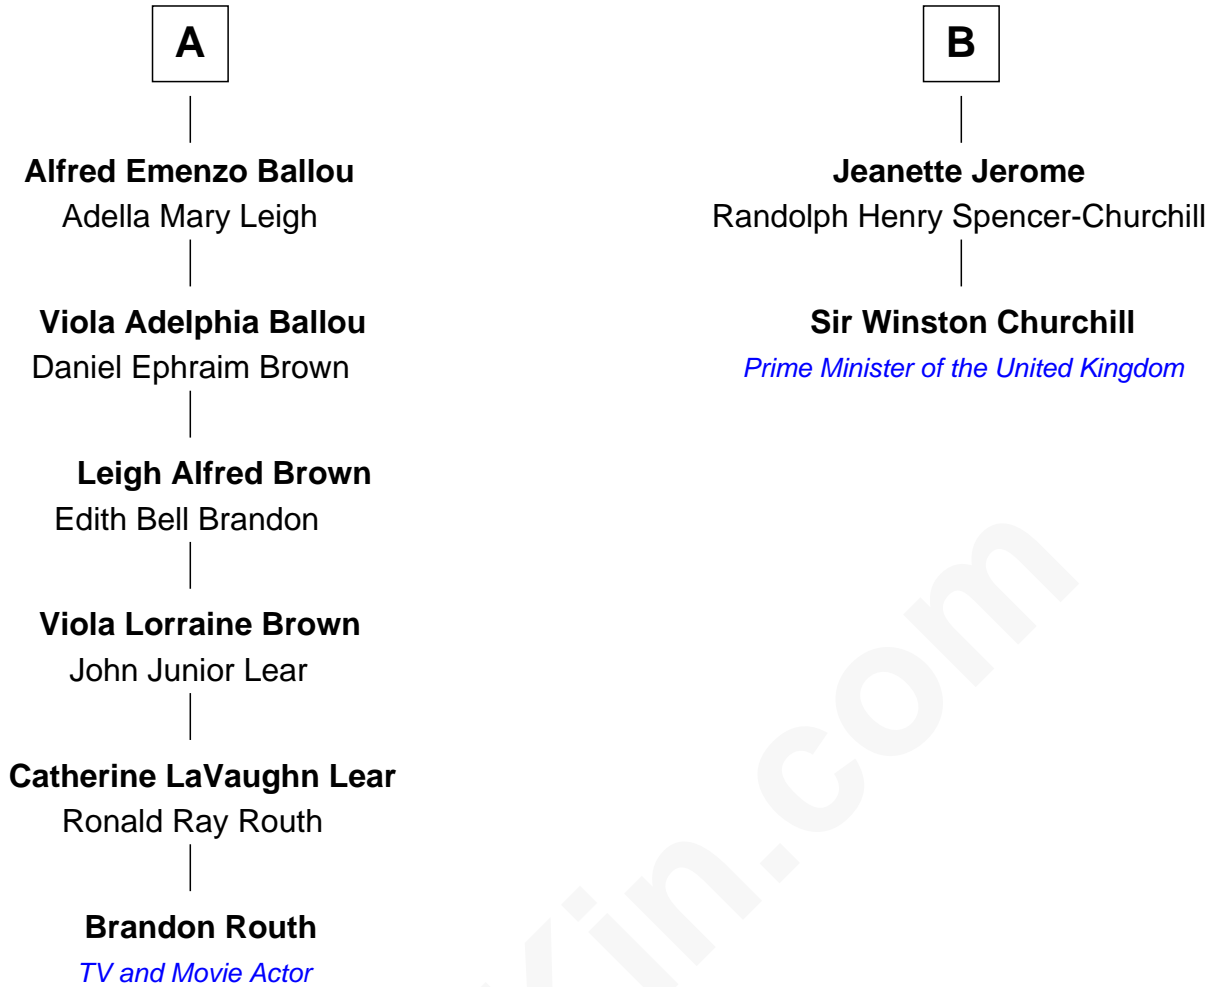 A
Alfred Emenzo Ballou
Adella Mary Leigh
Viola Adelphia Ballou
Daniel Ephraim Brown
Leigh Alfred Brown
Edith Bell Brandon
Viola Lorraine Brown
John Junior Lear
Catherine LaVaughn Lear
Ronald Ray Routh
Brandon Routh
TV and Movie Actor
B
Jeanette Jerome
Randolph Henry Spencer-Churchill
Sir Winston Churchill
Prime Minister of the United Kingdom
Kin.com